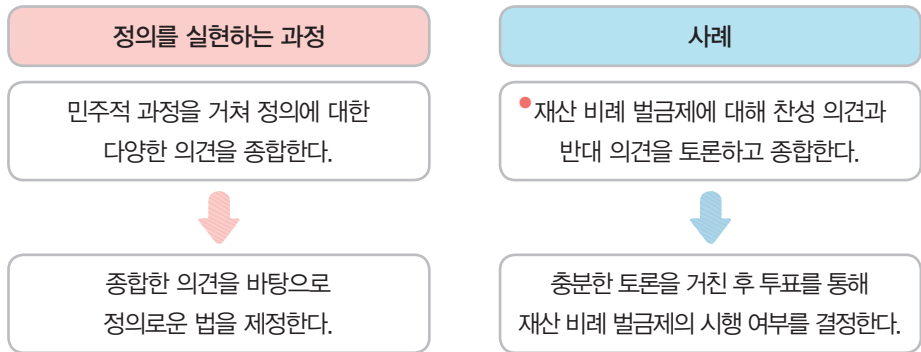 정의를 실현하는 과정
민주적 과정을 거쳐 정의에 대한
다양한 의견을 종합한다.
종합한 의견을 바탕으로
정의로운 법을 제정한다.
사례
재산 비례 벌금제에 대해 찬성 의견과
반대 의견을 토론하고 종합한다.
충분한 토론을 거친 후 투표를 통해
재산 비례 벌금제의 시행 여부를 결정한다.